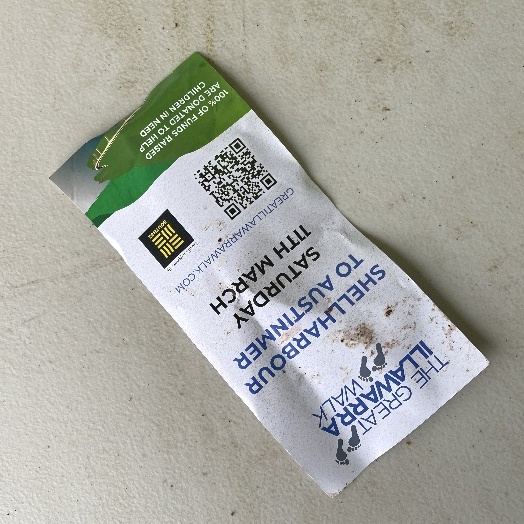 THE GREAT
ILLAWARRA
WALK
SHELLHARBOUR
TO AUSTINMER
SATURDAY
11TH MARCH
GREATILLAWARRAWALK.COM
100% OF FUNDS RAISED
ARE DONATED TO HELP
CHILDREN IN NEED